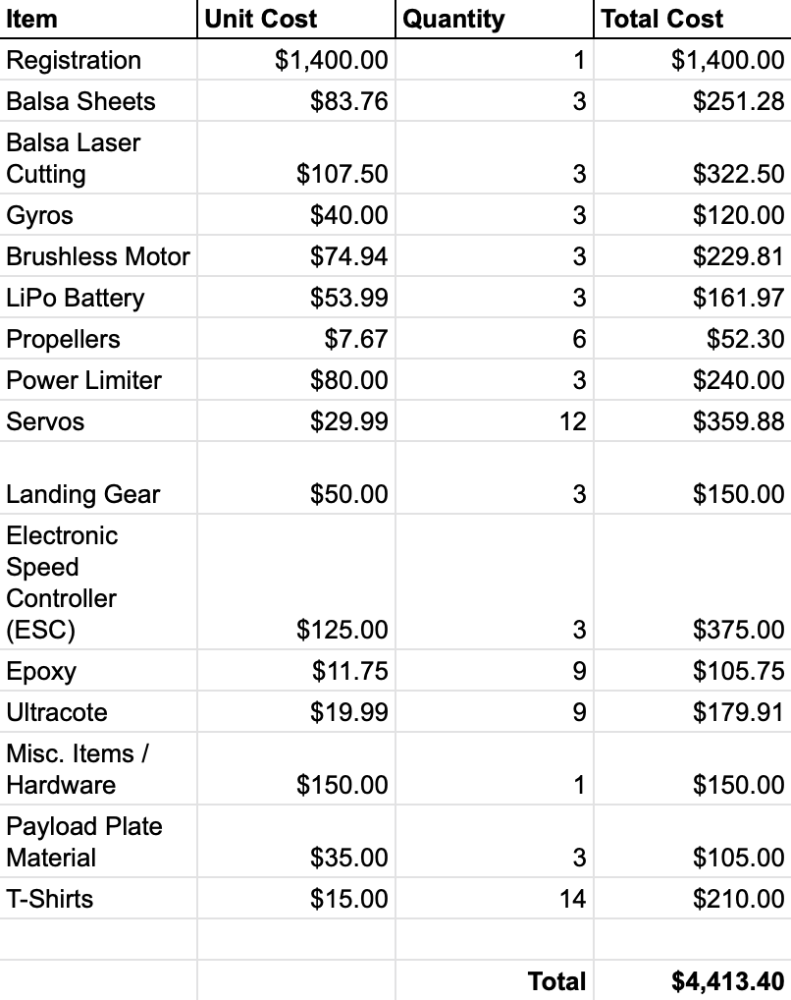 Item Unit Cost Quantity Total Cost
Registration $1,400.00 1 $1,400.00
Balsa Sheets $83.76 3 $251.28
Balsa Laser
Cutting $107.50 3 $322.50
Gyros $40.00 3 $120.00
Brushless Motor $74.94 3 $229.81
LiPo Battery $53.99 3 $161.97
Propellers $7.67 6 $52.30
Power Limiter $80.00 3 $240.00
Servos $29.99 12 $359.88
Landing Gear $50.00 3 $150.00
Electronic
Speed
Controller
(ESC) $125.00 3 $375.00
Epoxy $11.75 9 $105.75
Ultracote $19.99 9 $179.91
Misc. Items /
Hardware $150.00 1 $150.00
Payload Plate
Material $35.00 3 $105.00
T-Shirts $15.00 14 $210.00
Total $4,413.40